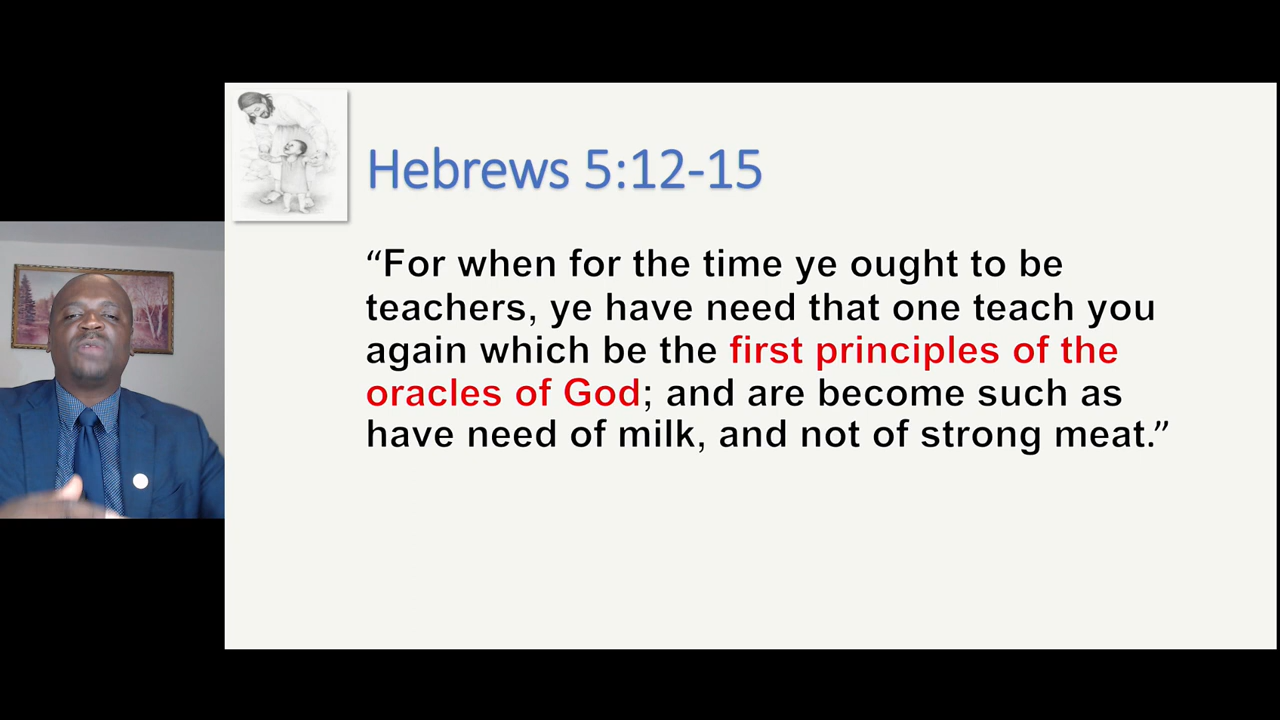 Hebrews 5:12-15
“For when for the time ye ought to be
teachers, ye have need that one teach you
again which be the first principles of the
oracles of God; and are become such as
have need of milk, and not of strong meat.”